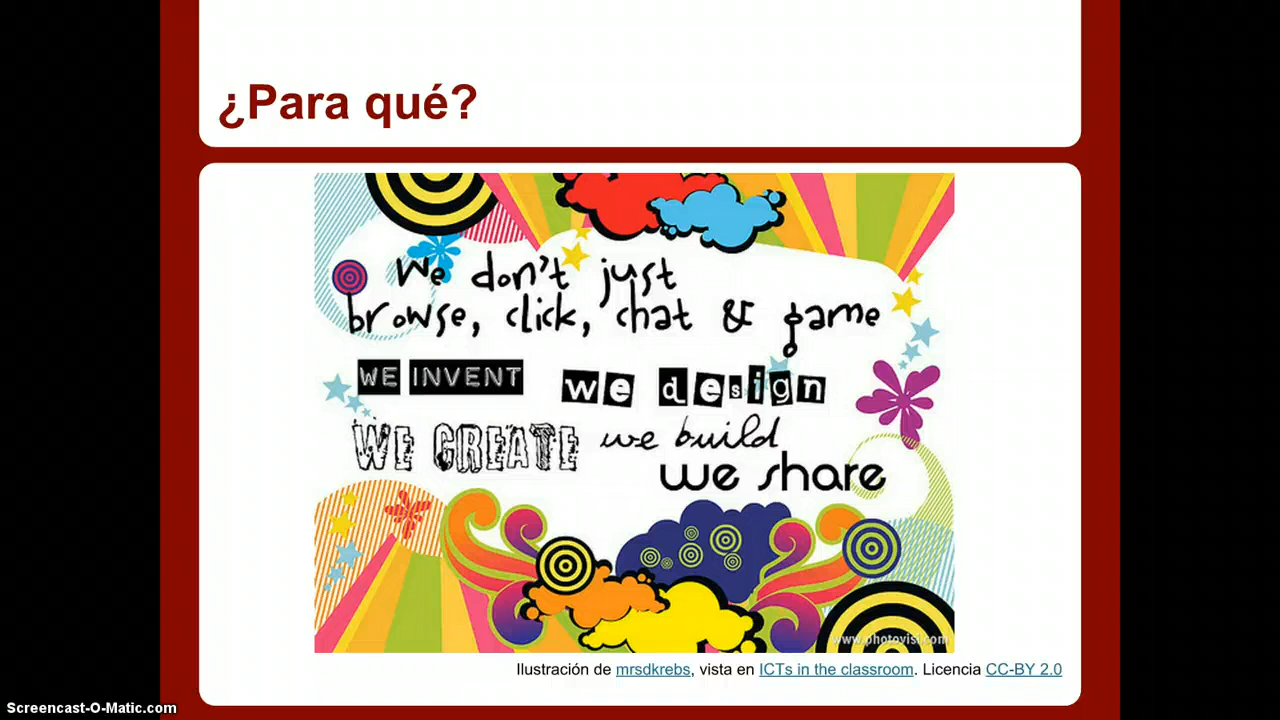 ¿Para qué?
We don't just
browse, click, chat & game
WE INVENT we design
WE CREATE we build
we share
www.photovisi.com
Ilustración de mrsdkrebs, vista en ICTs in the classroom. Licencia CC-BY 2.0
Screencast-O-Matic.com